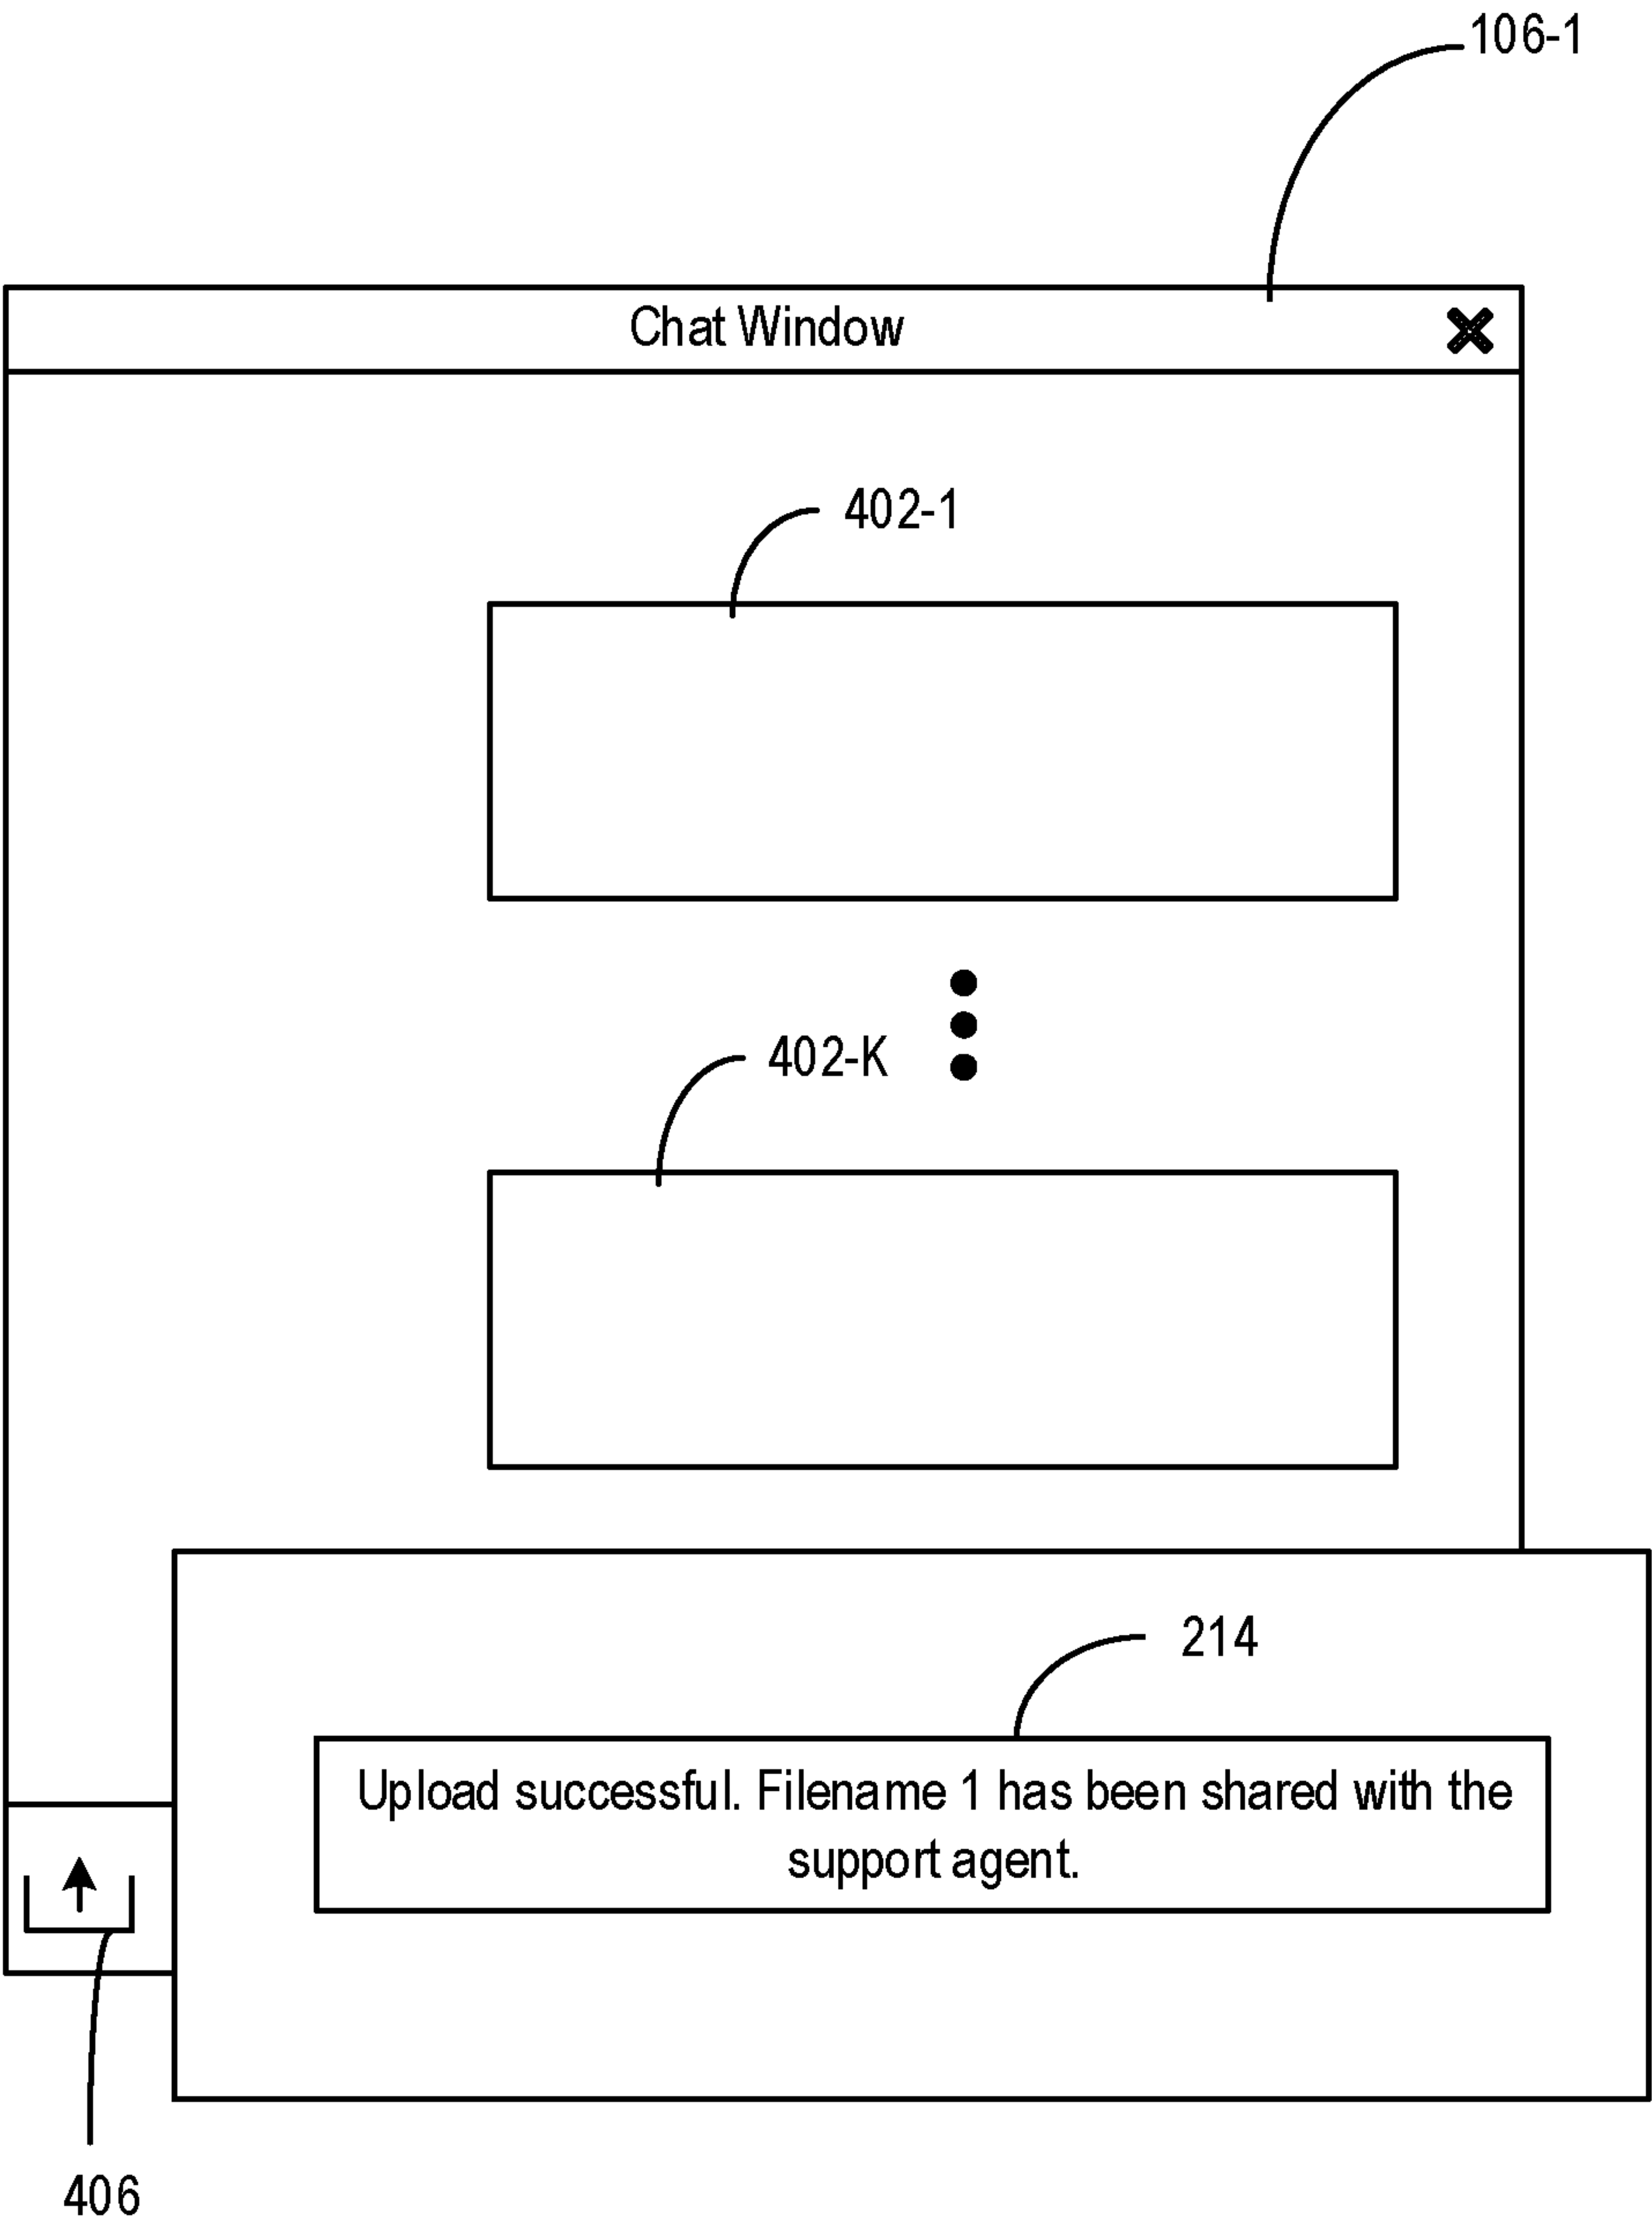 106-1
Chat Window
402-1
402-K
214
Upload successful. Filename 1 has been shared with the
support agent.
406